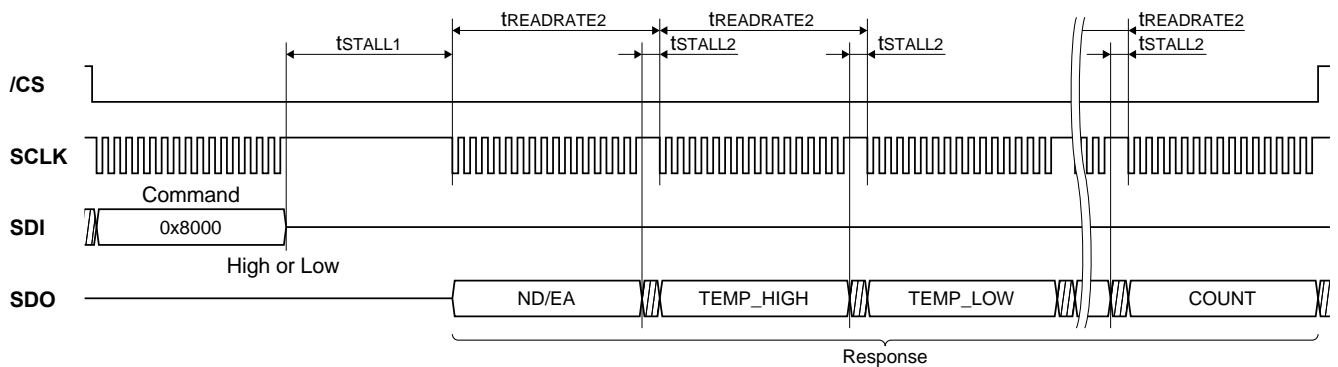 tREADRATE2 tREADRATE2 tREADRATE2
tSTALL1 tSTALL2 tSTALL2 tSTALL2
/CS
SCLK
Command
SDI 0x8000
High or Low
SDO ND/EA TEMP_HIGH TEMP_LOW COUNT
Response